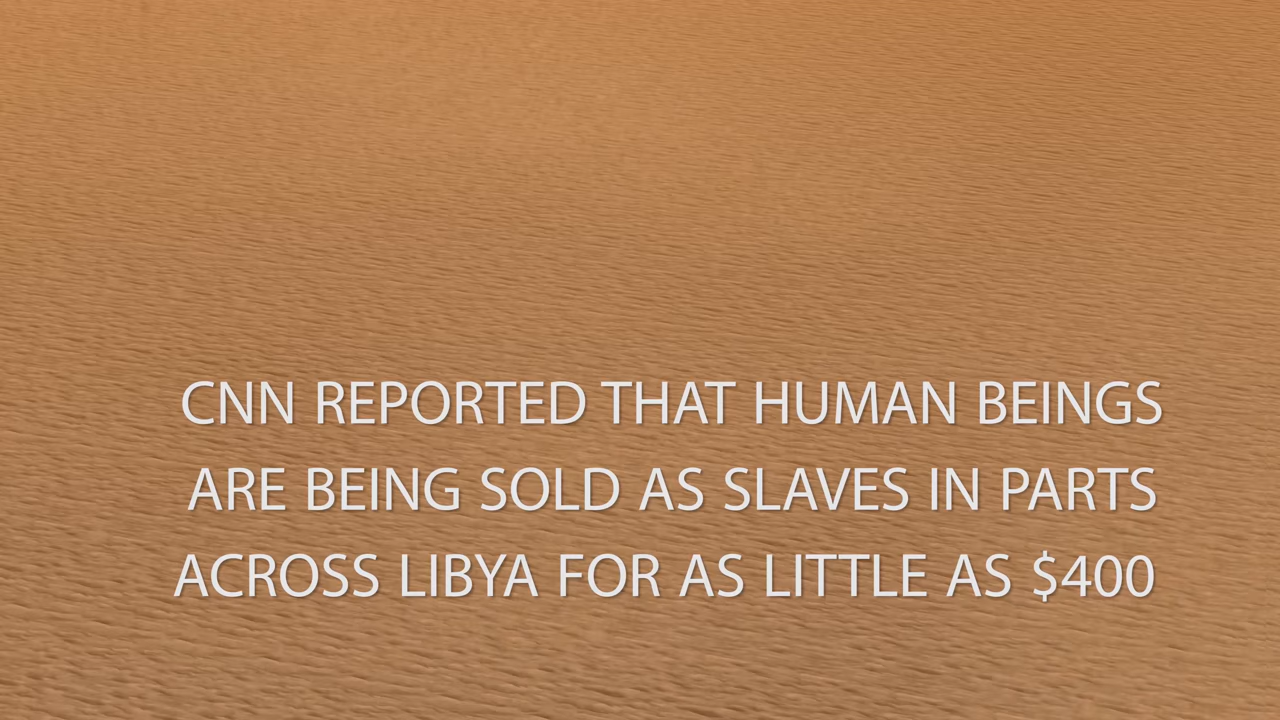 CNN REPORTED THAT HUMAN BEINGS
ARE BEING SOLD AS SLAVES IN PARTS
ACROSS LIBYA FOR AS LITTLE AS $400